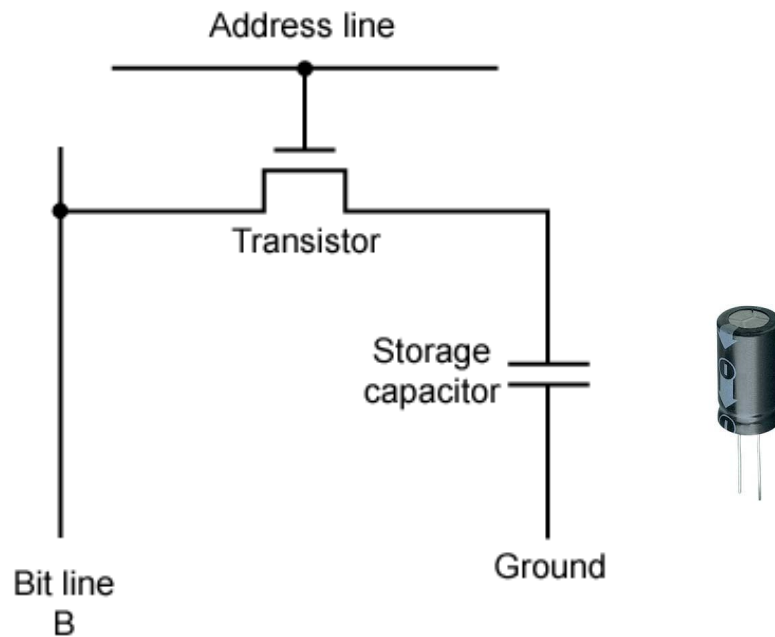 Address line
Transistor
Storage
capacitor
Ground
Bit line
B